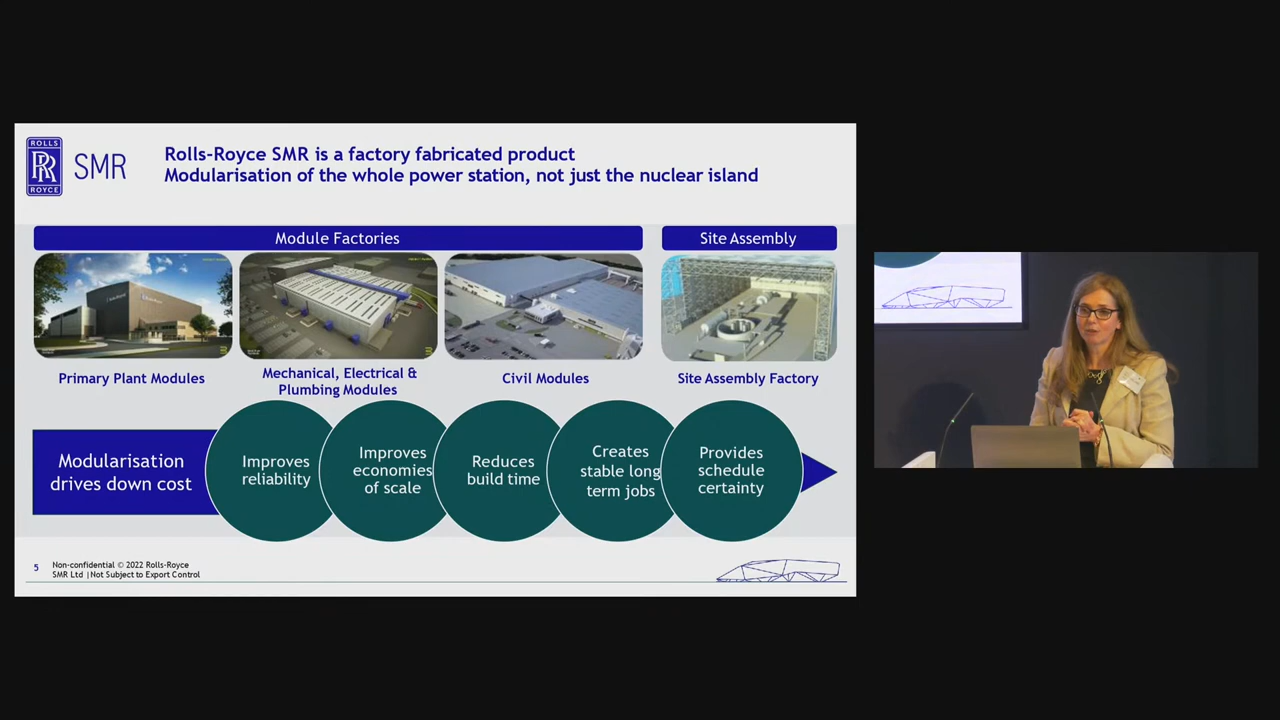 ROLLS
RR
ROYCE
SMR
Rolls-Royce SMR is a factory fabricated product
Modularisation of the whole power station, not just the nuclear island
Module Factories
Site Assembly
Primary Plant Modules
Mechanical, Electrical &
Plumbing Modules
Civil Modules
Site Assembly Factory
Modularisation
drives down cost
Improves
reliability
Improves
economies
of scale
Reduces
build time
Creates
stable long
term jobs
Provides
schedule
certainty
5
Non-confidential © 2022 Rolls-Royce
SMR Ltd |Not Subject to Export Control